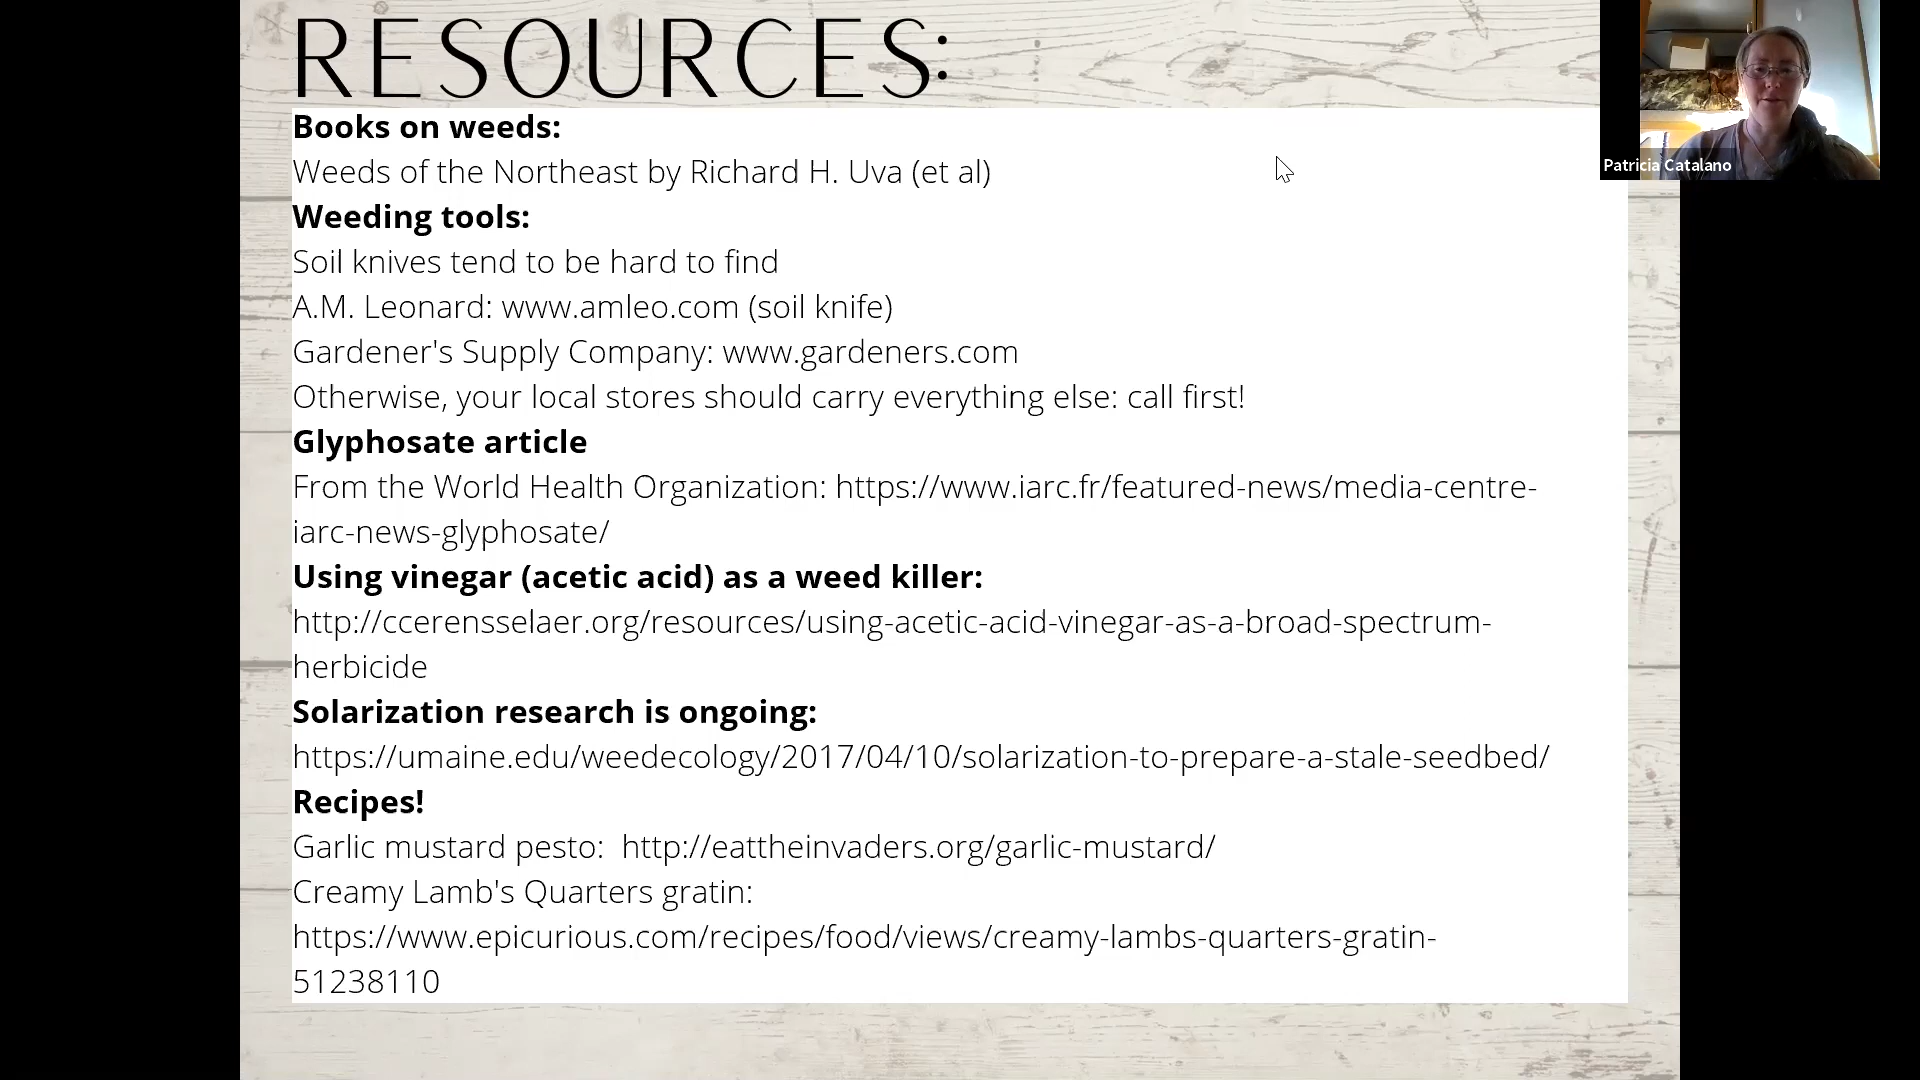 RESOURCES:
Books on weeds:
Weeds of the Northeast by Richard H. Uva (et al)
Weeding tools:
Soil knives tend to be hard to find
A.M. Leonard: www.amleo.com (soil knife)
Gardener's Supply Company: www.gardeners.com
Otherwise, your local stores should carry everything else: call first!
Glyphosate article
From the World Health Organization: https://www.iarc.fr/featured-news/media-centre-
iarc-news-glyphosate/
Using vinegar (acetic acid) as a weed killer:
http://ccerensselaer.org/resources/using-acetic-acid-vinegar-as-a-broad-spectrum-
herbicide
Solarization research is ongoing:
https://umaine.edu/weedecology/2017/04/10/solarization-to-prepare-a-stale-seedbed/
Recipes!
Garlic mustard pesto:  http://eattheinvaders.org/garlic-mustard/
Creamy Lamb's Quarters gratin:
https://www.epicurious.com/recipes/food/views/creamy-lambs-quarters-gratin-
51238110
Patricia Catalano